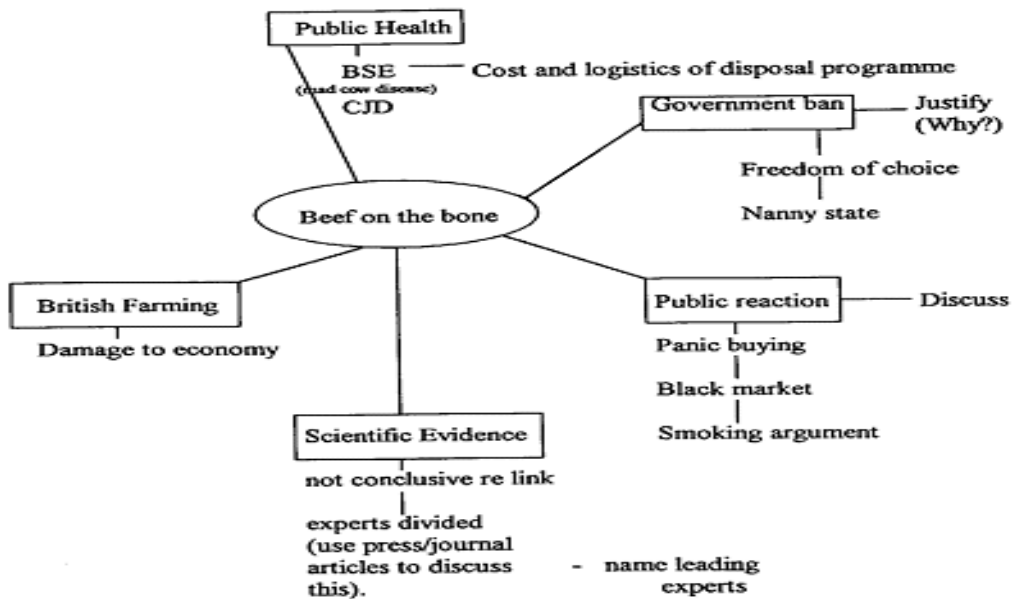 Public Health
BSE
Cost and logistics of disposal programme
(mad cow disease)
CJD
Government ban
Justify
(Why?)
Freedom of choice
Nanny state
Beef on the bone
British Farming
Damage to economy
Public reaction
Discuss
Panic buying
Black market
Smoking argument
Scientific Evidence
not conclusive re link
experts divided
(use press/journal
articles to discuss
this).
- name leading
experts